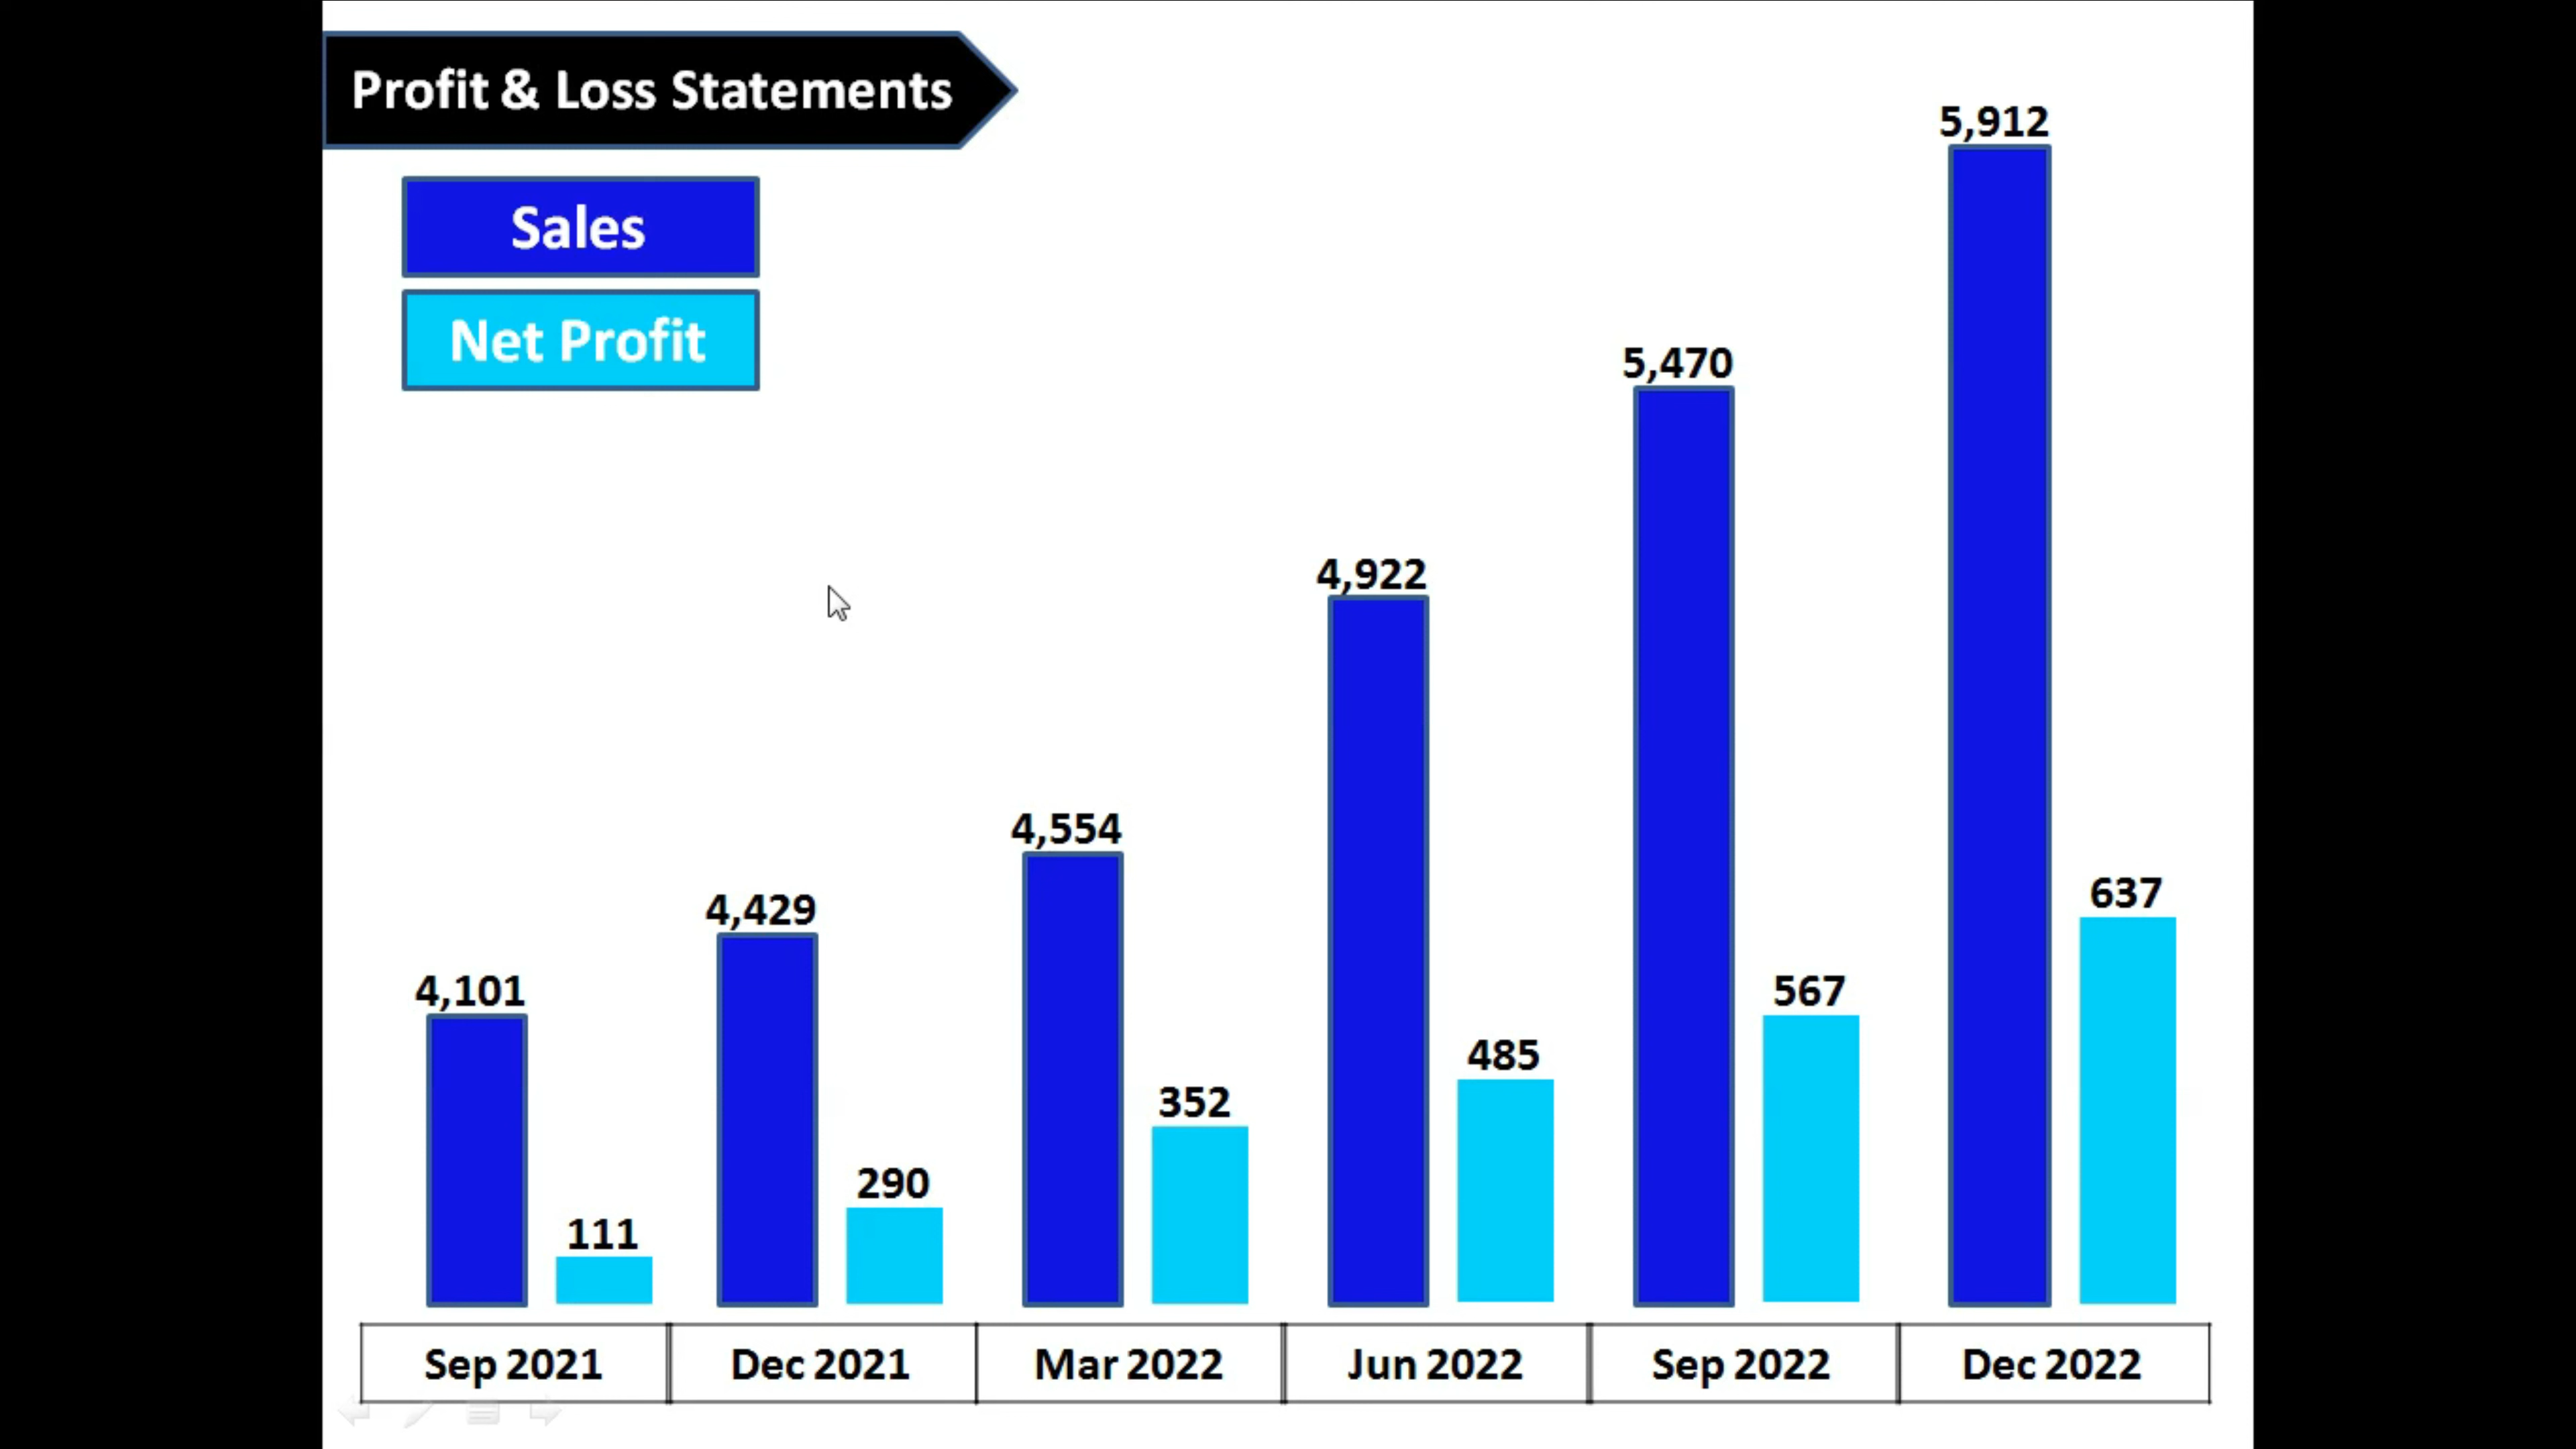 Profit & Loss Statements
Sales
Net Profit
4,101
111
4,429
290
4,554
352
4,922
485
5,470
567
5,912
637
Sep 2021
Dec 2021
Mar 2022
Jun 2022
Sep 2022
Dec 2022